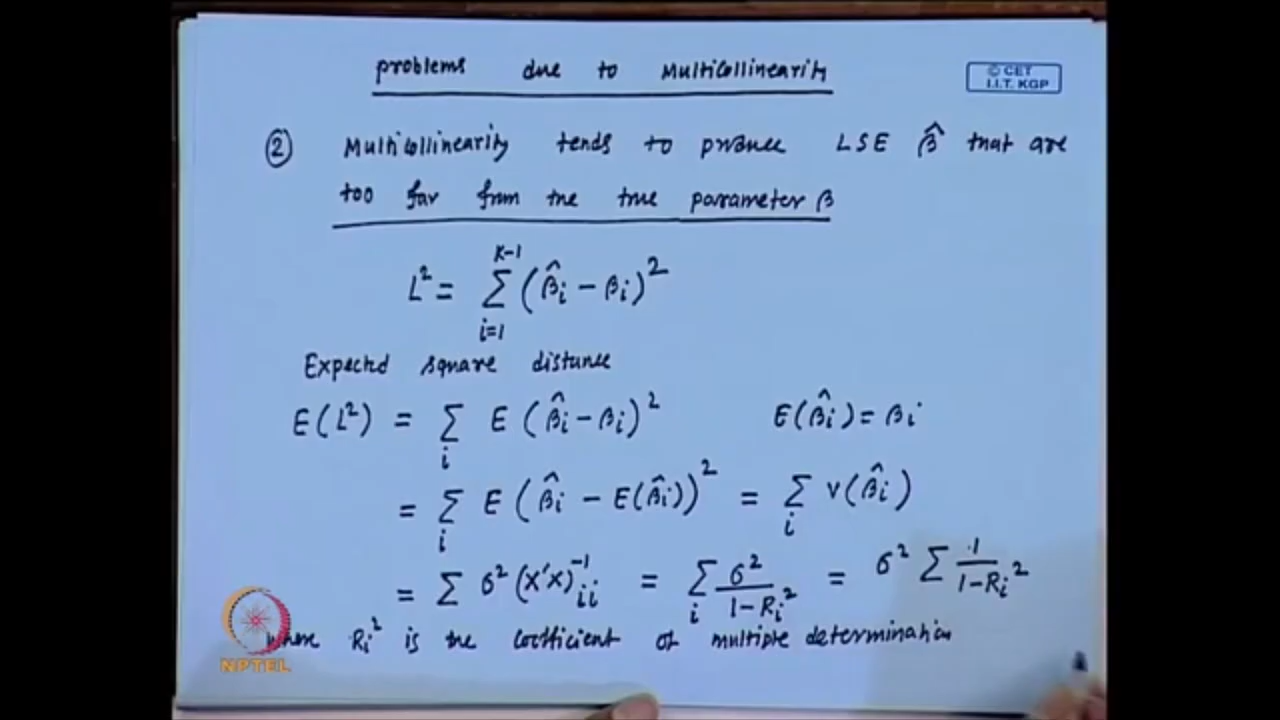 problems due to Multicollinearity
© CET
I.I.T. KGP
② Multicollinearity tends to produce LSE β̂ that are
too far from the true parameter β
L² = Σ_{i=1}^{K-1} (β̂i - βi)²
Expected square distance
E(L²) = Σ_i E(β̂i - βi)² E(β̂i) = βi
= Σ_i E(β̂i - E(β̂i))² = Σ_i V(β̂i)
= Σ σ² (X'X)⁻¹_{ii} = Σ_i σ²/(1-Ri²) = σ² Σ 1/(1-Ri²)
where Ri² is the coefficient of multiple determination
NPTEL